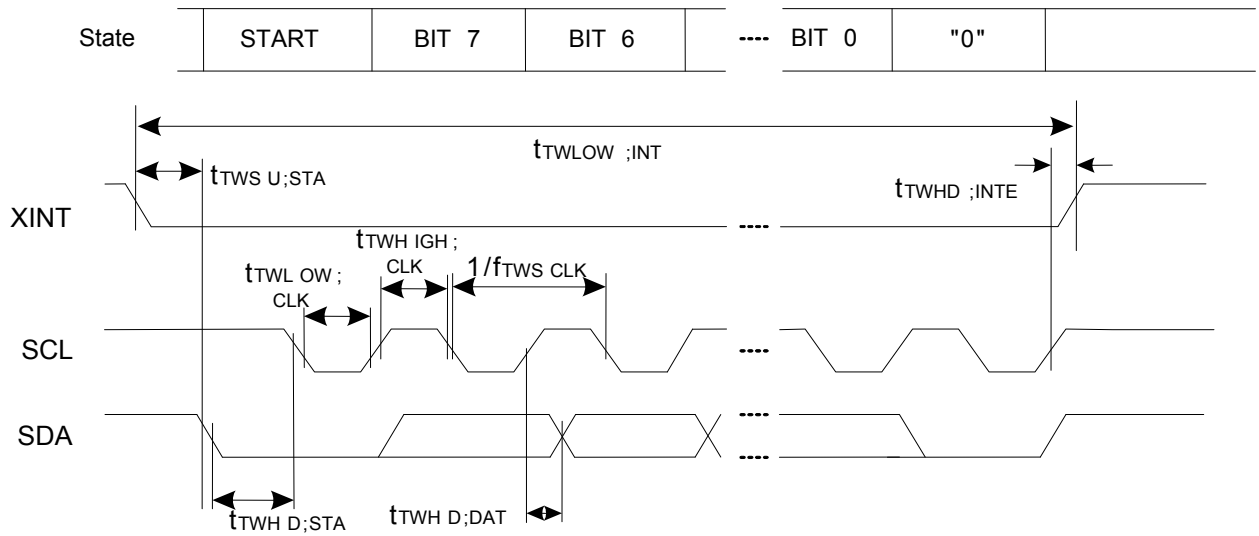 State START BIT 7 BIT 6 ---- BIT 0 "0"
tTWLOW ;INT
tTWS U;STA
tTWHD ;INTE
XINT
----
tTWH IGH ;
CLK
1/fTWS CLK
tTWL OW ;
CLK
SCL
----
SDA
----
----
tTWH D;STA
tTWH D;DAT